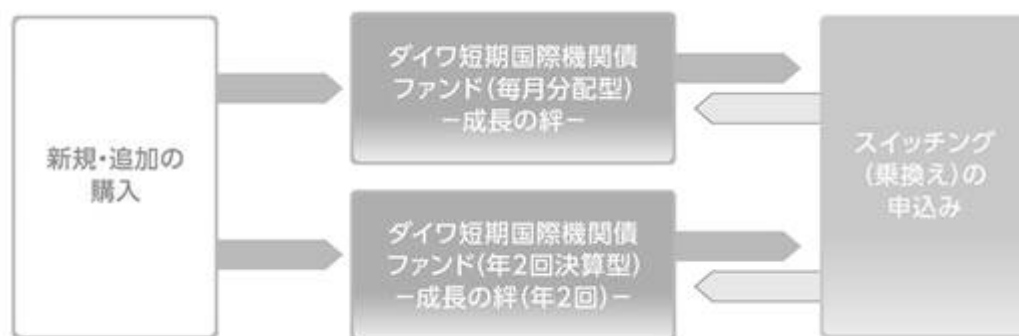 新規・追加の
購入
ダイワ短期国際機関債
ファンド（毎月分配型）
－成長の絆－
ダイワ短期国際機関債
ファンド（年2回決算型）
－成長の絆（年2回）－
スイッチング
（乗換え）の
申込み